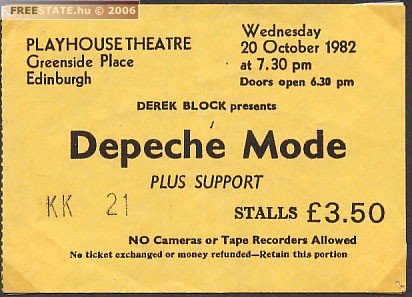 FREESTATE.hu © 2006
PLAYHOUSE THEATRE
Greenside Place
Edinburgh
Wednesday
20 October 1982
at 7.30 pm
Doors open 6.30 pm
DEREK BLOCK presents
Depeche Mode
PLUS SUPPORT
KK 21
STALLS £3.50
NO Cameras or Tape Recorders Allowed
No ticket exchanged or money refunded—Retain this portion